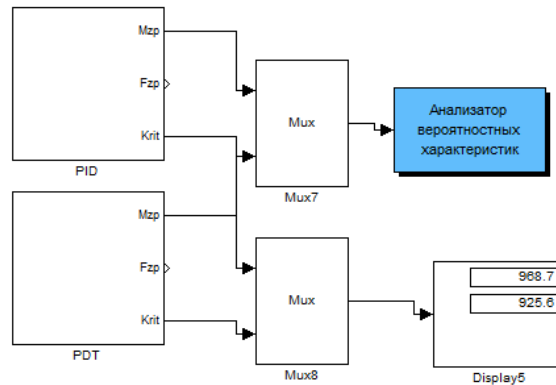 Mzp
Fzp
Krit
PID
Mux
Mux7
Анализатор
вероятностных
характеристик
Mzp
Fzp
Krit
PDT
Mux
Mux8
968.7
925.6
Display5